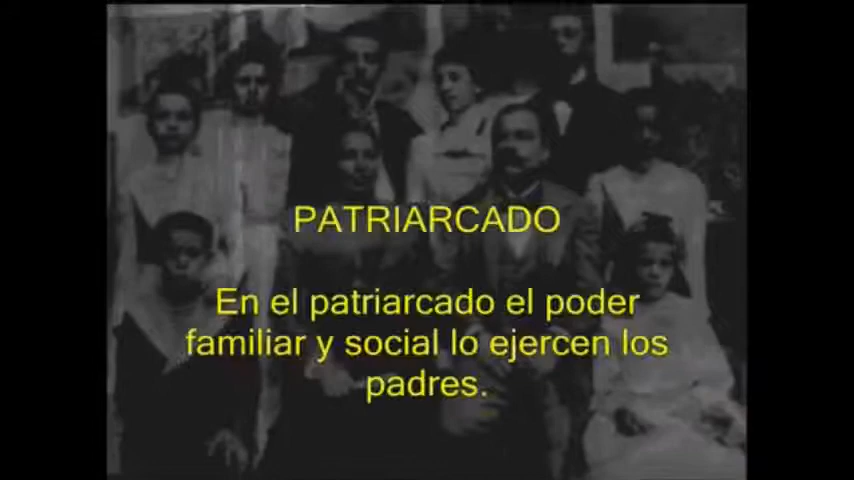 PATRIARCADO
En el patriarcado el poder
familiar y social lo ejercen los
padres.